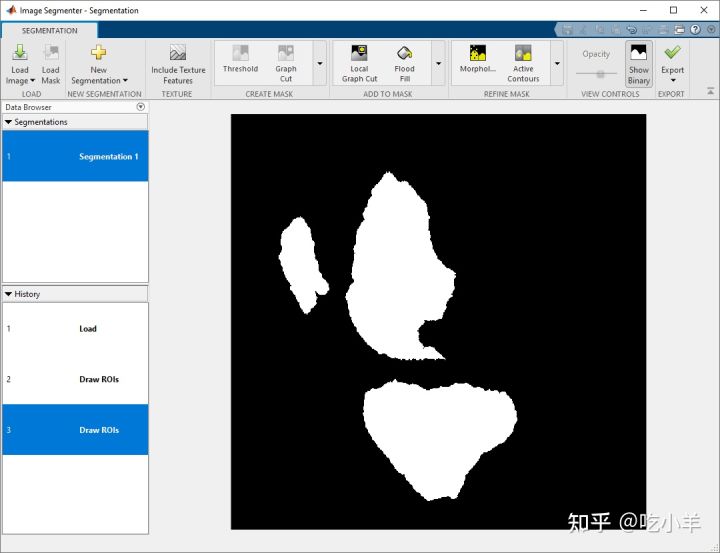 Image Segmenter - Segmentation
SEGMENTATION
Load Image
Load Mask
New Segmentation
Include Texture Features
Threshold
Graph Cut
Local Graph Cut
Flood Fill
Morphol...
Active Contours
Opacity
Show Binary
Export
LOAD
NEW SEGMENTATION
TEXTURE
CREATE MASK
ADD TO MASK
REFINE MASK
VIEW CONTROLS
EXPORT
Data Browser
Segmentations
1 Segmentation 1
History
1 Load
2 Draw ROIs
3 Draw ROIs
知乎 @吃小羊